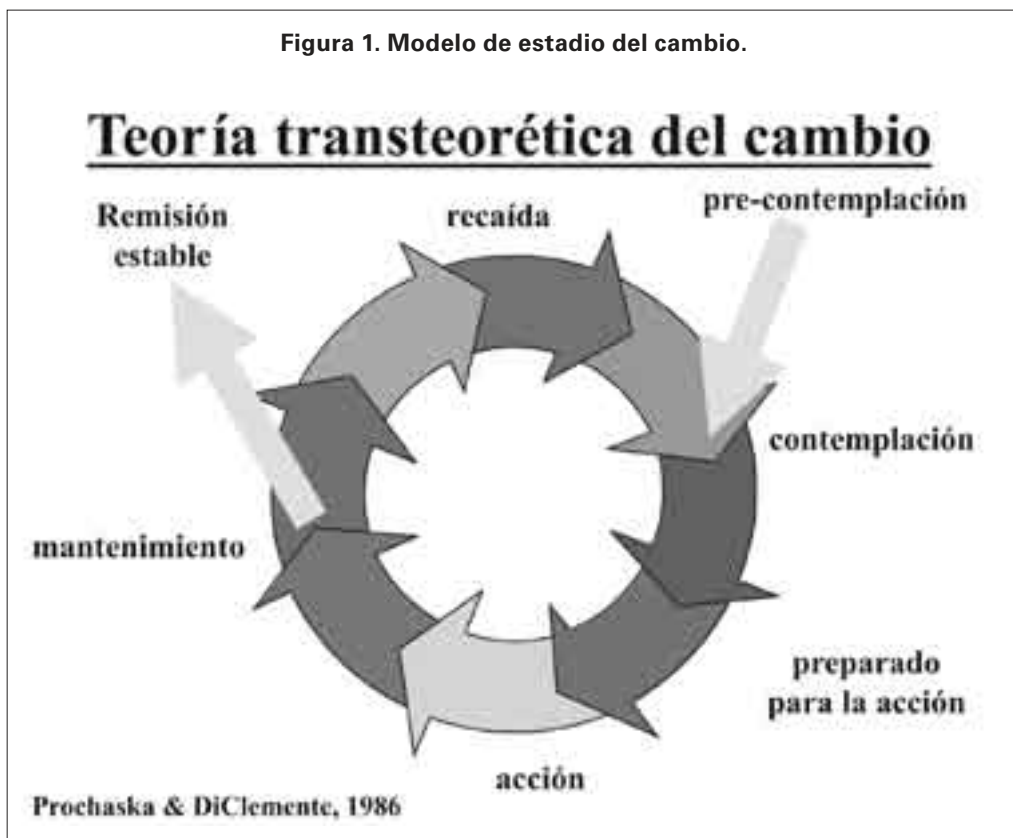 Figura 1. Modelo de estadio del cambio.
Teoría transteorética del cambio
Remisión
estable
recaída
pre-contemplación
contemplación
mantenimiento
preparado
para la acción
acción
Prochaska & DiClemente, 1986